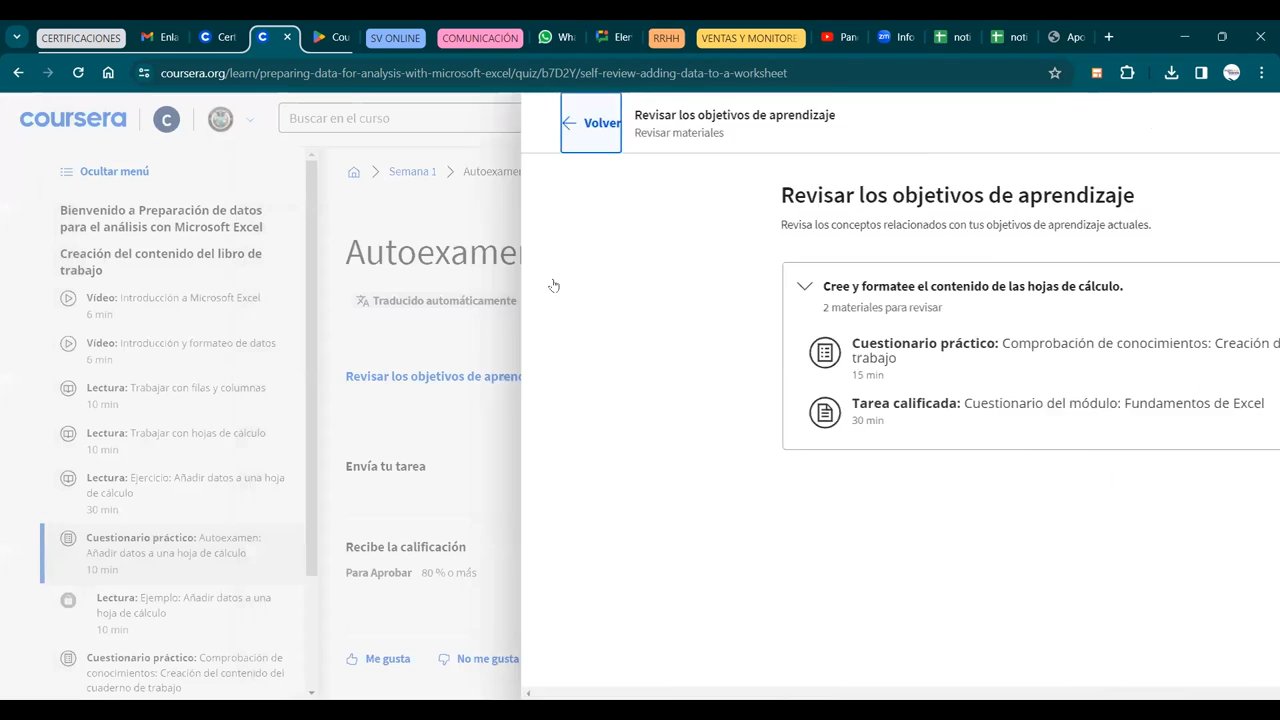 CERTIFICACIONES
Enla
Cert
Cou
SV ONLINE
COMUNICACIÓN
Wha
Eler
RRHH
VENTAS Y MONITORE
Pan
Info
noti
noti
Apo
coursera.org/learn/preparing-data-for-analysis-with-microsoft-excel/quiz/b7D2Y/self-review-adding-data-to-a-worksheet
coursera
C
Buscar en el curso
Volver
Revisar los objetivos de aprendizaje
Revisar materiales
Ocultar menú
Bienvenido a Preparación de datos
para el análisis con Microsoft Excel
Creación del contenido del libro de
trabajo
Vídeo: Introducción a Microsoft Excel
6 min
Vídeo: Introducción y formateo de datos
6 min
Lectura: Trabajar con filas y columnas
10 min
Lectura: Trabajar con hojas de cálculo
10 min
Lectura: Ejercicio: Añadir datos a una hoja
de cálculo
30 min
Cuestionario práctico: Autoexamen:
Añadir datos a una hoja de cálculo
10 min
Lectura: Ejemplo: Añadir datos a una
hoja de cálculo
10 min
Cuestionario práctico: Comprobación de
conocimientos: Creación del contenido del
cuaderno de trabajo
Semana 1
Autoexamen
Autoexamen
Traducido automáticamente
Revisar los objetivos de apren
Envía tu tarea
Recibe la calificación
Para Aprobar 80 % o más
Me gusta
No me gusta
Revisar los objetivos de aprendizaje
Revisa los conceptos relacionados con tus objetivos de aprendizaje actuales.
Cree y formatee el contenido de las hojas de cálculo.
2 materiales para revisar
Cuestionario práctico: Comprobación de conocimientos: Creación d
trabajo
15 min
Tarea calificada: Cuestionario del módulo: Fundamentos de Excel
30 min